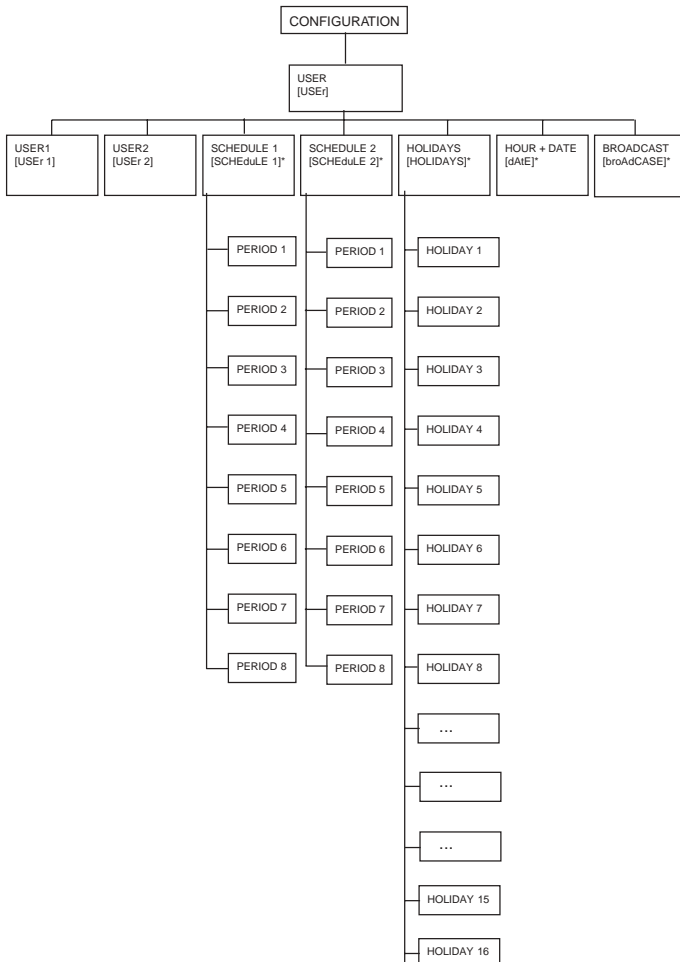 CONFIGURATION
USER
[USEr]
USER1
[USEr 1]
USER2
[USEr 2]
SCHEDULE 1
[SCHEduLE 1]*
SCHEDULE 2
[SCHEduLE 2]*
HOLIDAYS
[HOLIDAYS]*
HOUR + DATE
[dAtE]*
BROADCAST
[broAdCASE]*
PERIOD 1
PERIOD 1
HOLIDAY 1
PERIOD 2
PERIOD 2
HOLIDAY 2
PERIOD 3
PERIOD 3
HOLIDAY 3
PERIOD 4
PERIOD 4
HOLIDAY 4
PERIOD 5
PERIOD 5
HOLIDAY 5
PERIOD 6
PERIOD 6
HOLIDAY 6
PERIOD 7
PERIOD 7
HOLIDAY 7
PERIOD 8
PERIOD 8
HOLIDAY 8
...
...
...
HOLIDAY 15
HOLIDAY 16